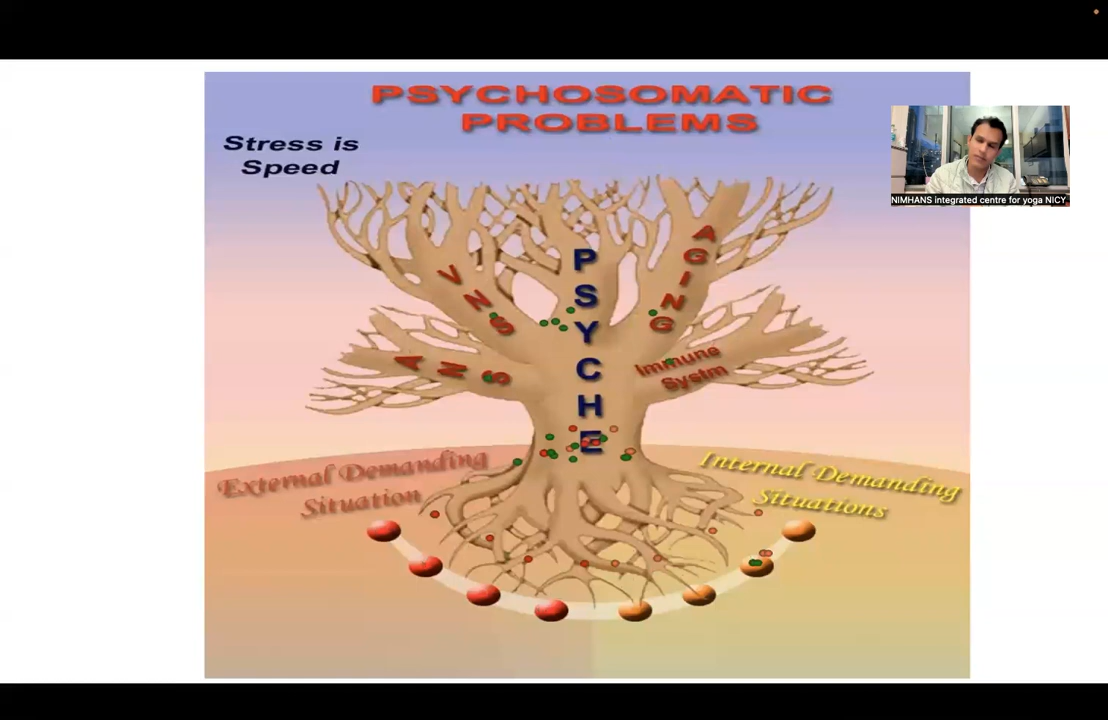 PSYCHOSOMATIC
PROBLEMS
Stress is
Speed
NIMHANS integrated centre for yoga NICY
PSYCHE
VNS
AGING
ANS
Immune
Systm
External Demanding
Situation
Internal Demanding
Situations